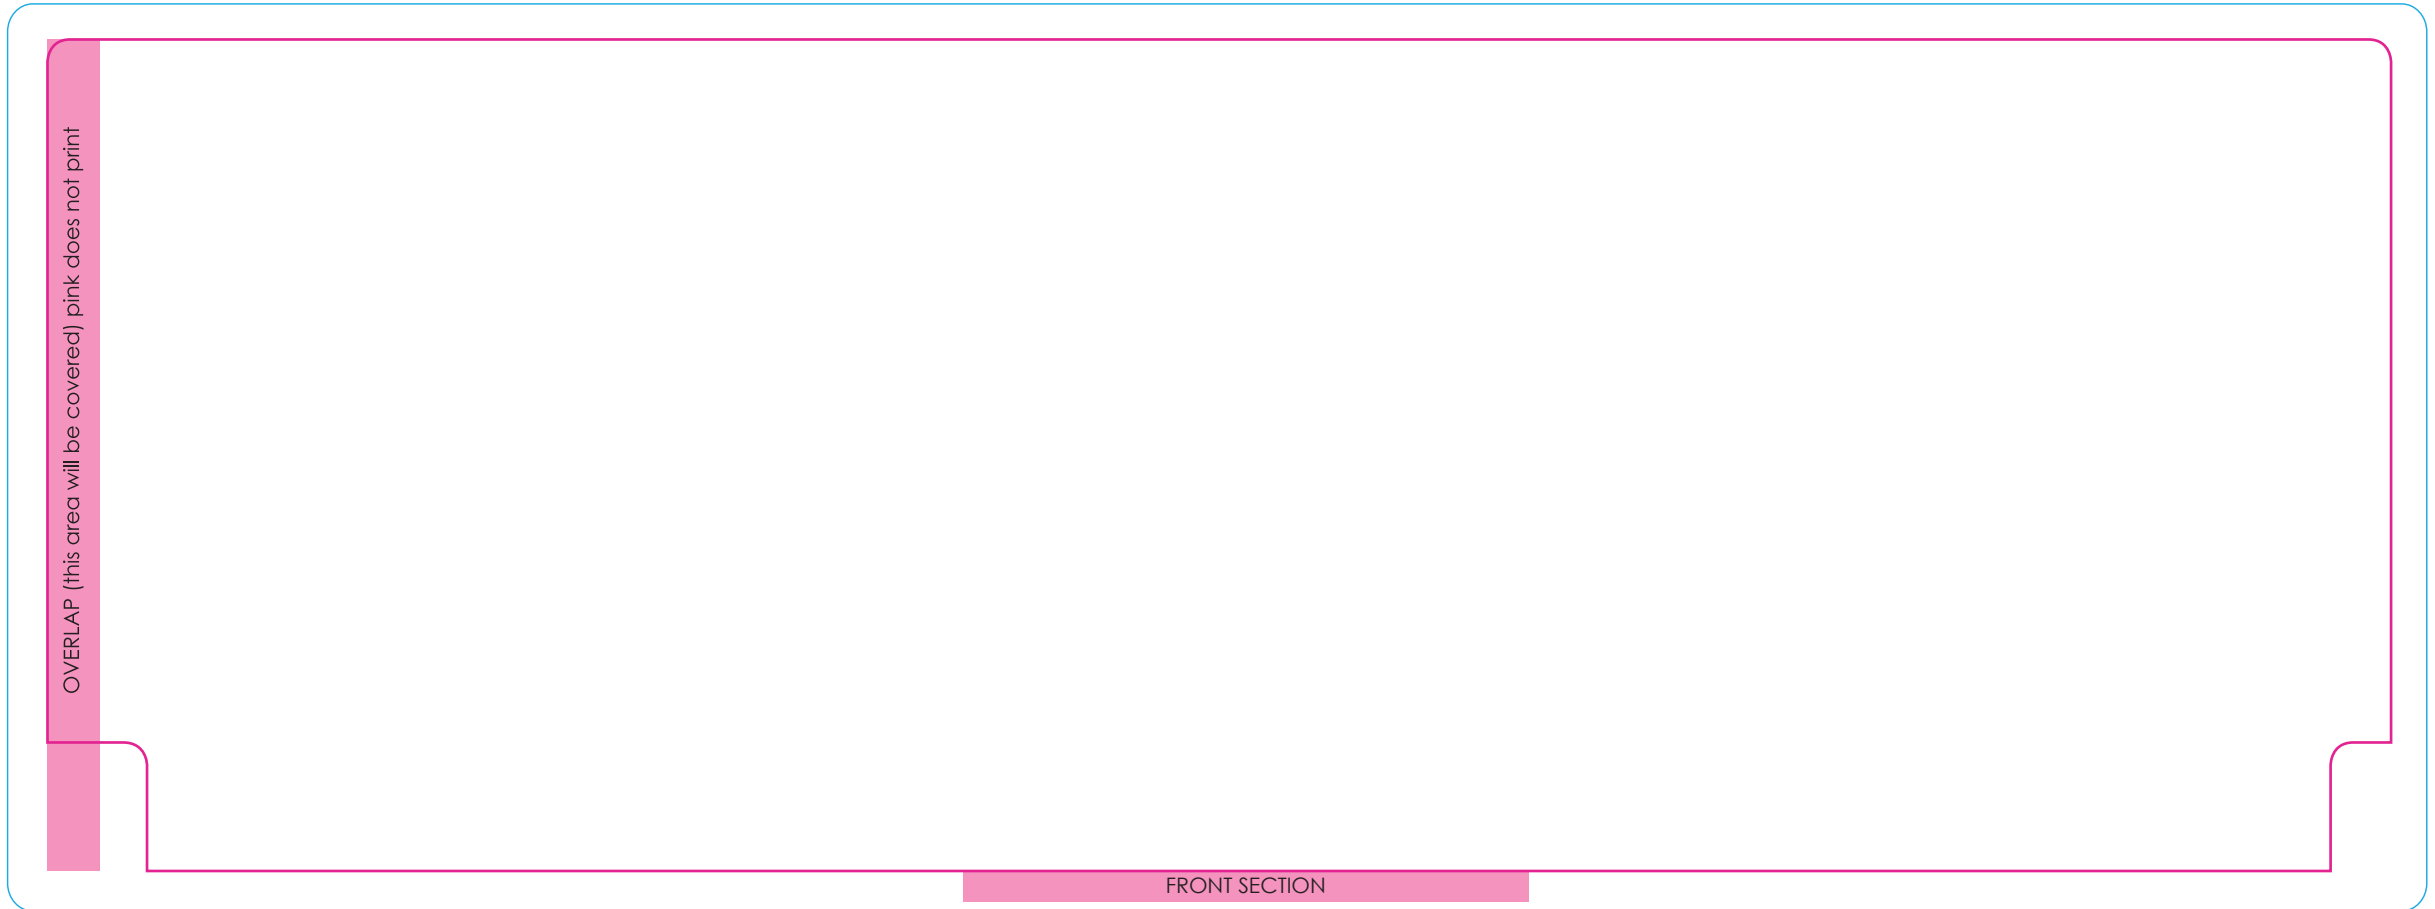 OVERLAP (this area will be covered) pink does not print
FRONT SECTION